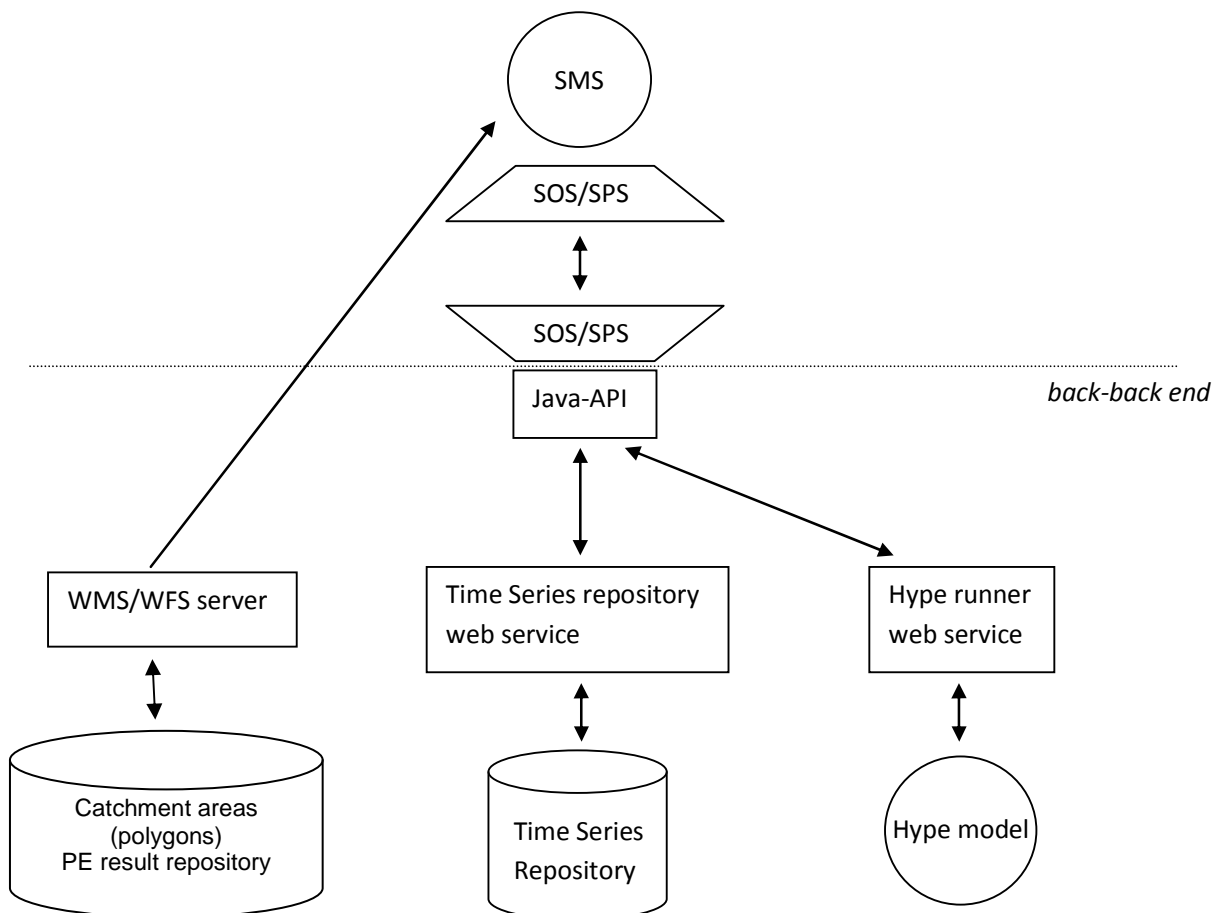 SMS
SOS/SPS
SOS/SPS
back-back end
Java-API
WMS/WFS server
Time Series repository
web service
Hype runner
web service
Catchment areas
(polygons)
PE result repository
Time Series
Repository
Hype model